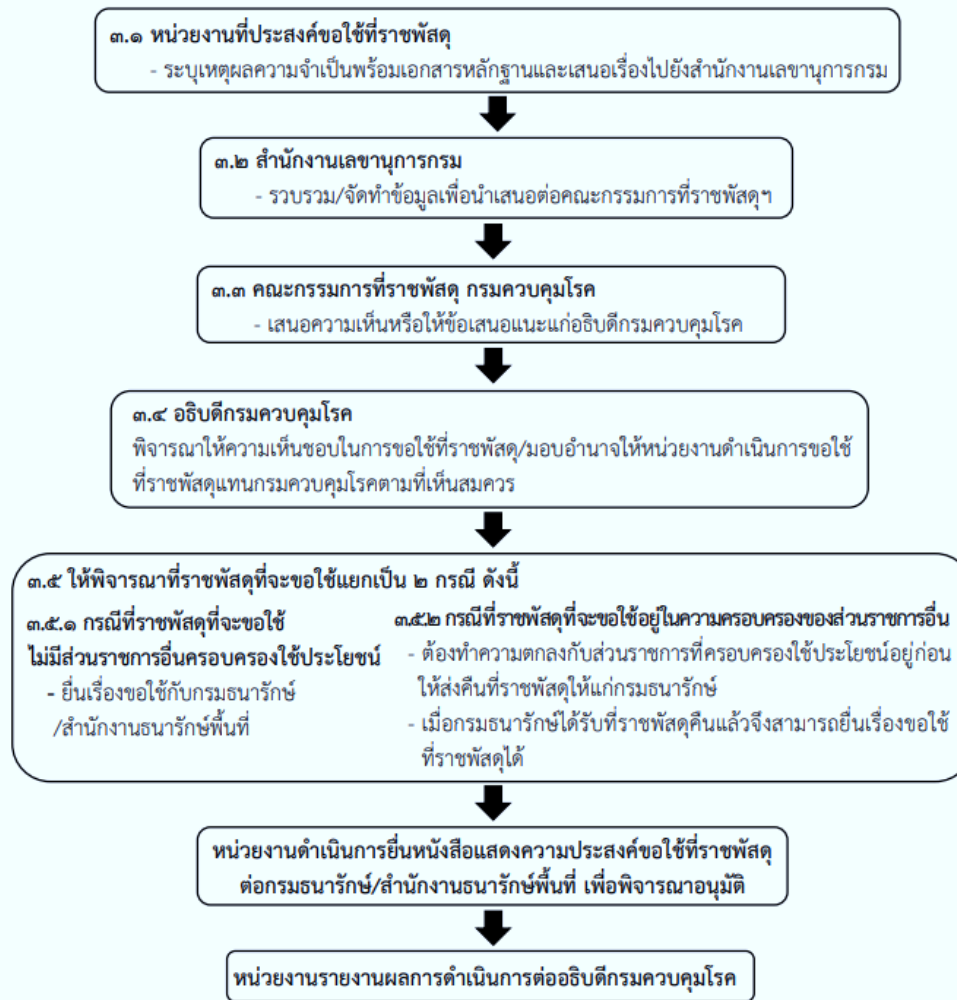 ๓.๑ หน่วยงานที่ประสงค์ขอใช้ที่ราชพัสดุ
- ระบุเหตุผลความจำเป็นพร้อมเอกสารหลักฐานและเสนอเรื่องไปยังสำนักงานเลขานุการกรม
๓.๒ สำนักงานเลขานุการกรม
- รวบรวม/จัดทำข้อมูลเพื่อนำเสนอต่อคณะกรรมการที่ราชพัสดุฯ
๓.๓ คณะกรรมการที่ราชพัสดุ กรมควบคุมโรค
- เสนอความเห็นหรือให้ข้อเสนอแนะแก่อธิบดีกรมควบคุมโรค
๓.๔ อธิบดีกรมควบคุมโรค
พิจารณาให้ความเห็นชอบในการขอใช้ที่ราชพัสดุ/มอบอำนาจให้หน่วยงานดำเนินการขอใช้
ที่ราชพัสดุแทนกรมควบคุมโรคตามที่เห็นสมควร
๓.๕ ให้พิจารณาที่ราชพัสดุที่จะขอใช้แยกเป็น ๒ กรณี ดังนี้
๓.๕.๑ กรณีที่ราชพัสดุที่จะขอใช้
ไม่มีส่วนราชการอื่นครอบครองใช้ประโยชน์
- ยื่นเรื่องขอใช้กับกรมธนารักษ์
/สำนักงานธนารักษ์พื้นที่
๓.๕.๒ กรณีที่ราชพัสดุที่จะขอใช้อยู่ในความครอบครองของส่วนราชการอื่น
- ต้องทำความตกลงกับส่วนราชการที่ครอบครองใช้ประโยชน์อยู่ก่อน
ให้ส่งคืนที่ราชพัสดุให้แก่กรมธนารักษ์
- เมื่อกรมธนารักษ์ได้รับที่ราชพัสดุคืนแล้วจึงสามารถยื่นเรื่องขอใช้
ที่ราชพัสดุได้
หน่วยงานดำเนินการยื่นหนังสือแสดงความประสงค์ขอใช้ที่ราชพัสดุ
ต่อกรมธนารักษ์/สำนักงานธนารักษ์พื้นที่ เพื่อพิจารณาอนุมัติ
หน่วยงานรายงานผลการดำเนินการต่ออธิบดีกรมควบคุมโรค